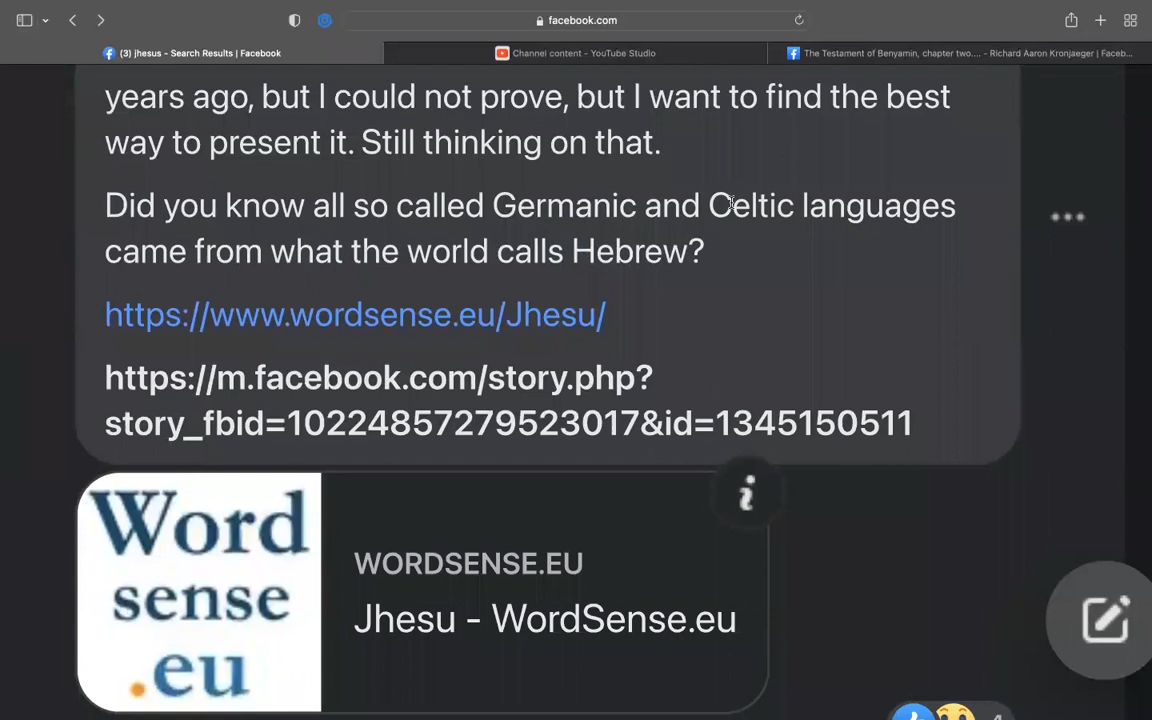 facebook.com
(3) jhesus - Search Results | Facebook
Channel content - YouTube Studio
The Testament of Benyamin, chapter two.... - Richard Aaron Kronjaeger | Faceb...
years ago, but I could not prove, but I want to find the best
way to present it. Still thinking on that.
Did you know all so called Germanic and Celtic languages
came from what the world calls Hebrew?
https://www.wordsense.eu/Jhesu/
https://m.facebook.com/story.php?
story_fbid=10224857279523017&id=1345150511
Word
sense
.eu
WORDSENSE.EU
Jhesu - WordSense.eu